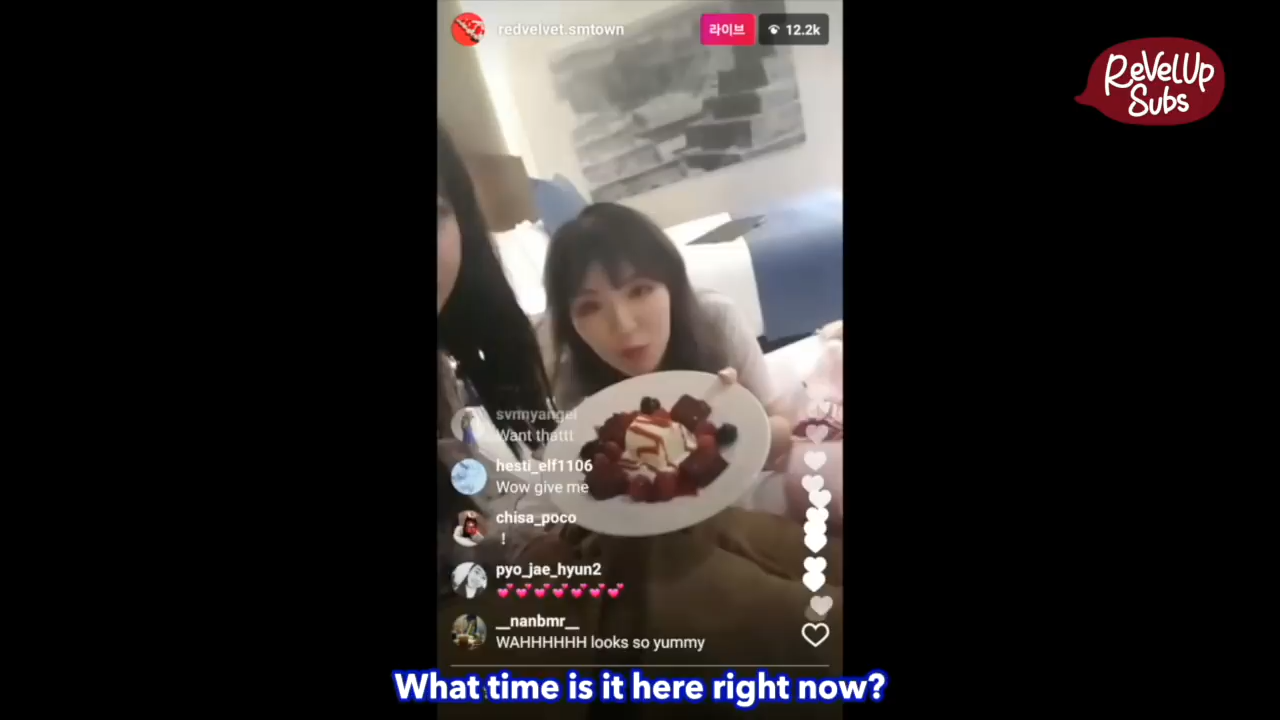 redvelvet.smtown
라이브
12.2k
ReVelUp
Subs
svnnyangel
Want thattt
hesti_elf1106
Wow give me
chisa_poco
!
pyo_jae_hyun2
💕💕💕💕💕💕💕
__nanbmr__
WAHHHHHH looks so yummy
What time is it here right now?